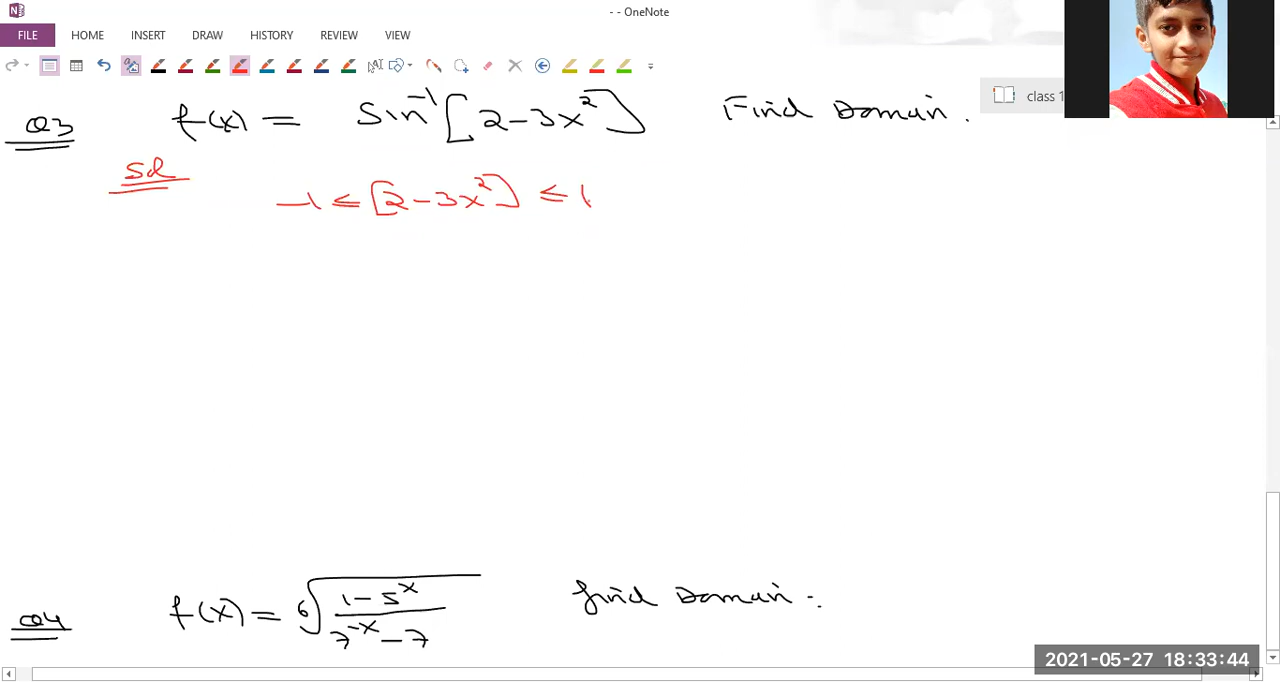 - - OneNote
FILE HOME INSERT DRAW HISTORY REVIEW VIEW
class 1
Q3 f(x) = Sin⁻¹[2-3x²] Find Domain.
Sol
-1 ≤ [2-3x²] ≤ 1
Q4 f(x) = ⁶√((1-5ˣ)/(7⁻ˣ-7)) find Domain -.
2021-05-27 18:33:44